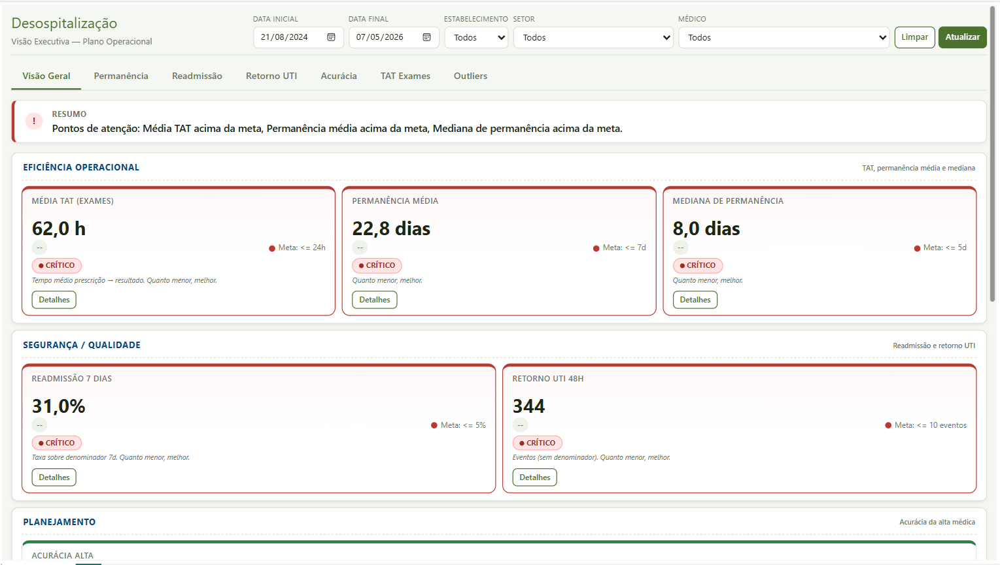 Desospitalização
Visão Executiva — Plano Operacional
DATA INICIAL
21/08/2024
DATA FINAL
07/05/2026
ESTABELECIMENTO
Todos
SETOR
Todos
MÉDICO
Todos
Limpar
Atualizar
Visão Geral
Permanência
Readmissão
Retorno UTI
Acurácia
TAT Exames
Outliers
!
RESUMO
Pontos de atenção: Média TAT acima da meta, Permanência média acima da meta, Mediana de permanência acima da meta.
EFICIÊNCIA OPERACIONAL
TAT, permanência média e mediana
MÉDIA TAT (EXAMES)
62,0 h
--
Meta: <= 24h
CRÍTICO
Tempo médio prescrição → resultado. Quanto menor, melhor.
Detalhes
PERMANÊNCIA MÉDIA
22,8 dias
--
Meta: <= 7d
CRÍTICO
Quanto menor, melhor.
Detalhes
MEDIANA DE PERMANÊNCIA
8,0 dias
--
Meta: <= 5d
CRÍTICO
Quanto menor, melhor.
Detalhes
SEGURANÇA / QUALIDADE
Readmissão e retorno UTI
READMISSÃO 7 DIAS
31,0%
--
Meta: <= 5%
CRÍTICO
Taxa sobre denominador 7d. Quanto menor, melhor.
Detalhes
RETORNO UTI 48H
344
--
Meta: <= 10 eventos
CRÍTICO
Eventos (sem denominador). Quanto menor, melhor.
Detalhes
PLANEJAMENTO
Acurácia da alta médica
ACURÁCIA ALTA